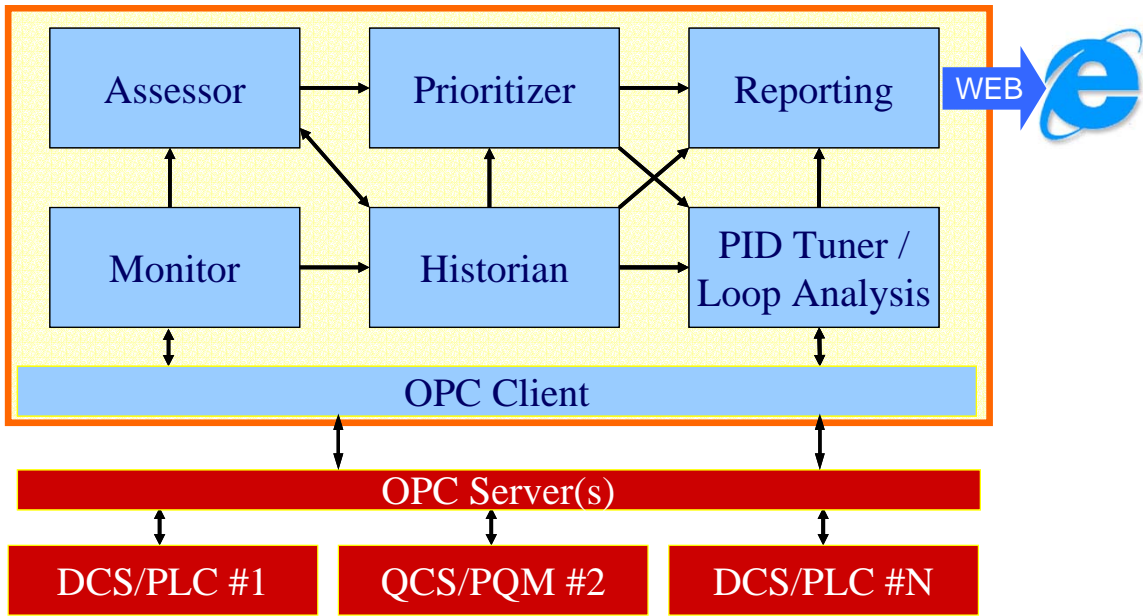 Assessor
Prioritizer
Reporting
WEB
Monitor
Historian
PID Tuner /
Loop Analysis
OPC Client
OPC Server(s)
DCS/PLC #1
QCS/PQM #2
DCS/PLC #N